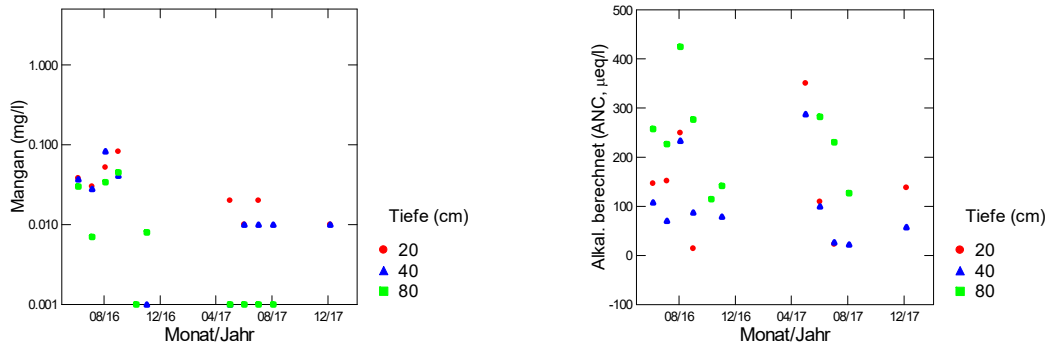 Mangan (mg/l)
1.000
0.100
0.010
0.001
08/16 12/16 04/17 08/17 12/17
Monat/Jahr
Tiefe (cm)
20
40
80
Alkal. berechnet (ANC, µeq/l)
500
400
300
200
100
0
-100
08/16 12/16 04/17 08/17 12/17
Monat/Jahr
Tiefe (cm)
20
40
80